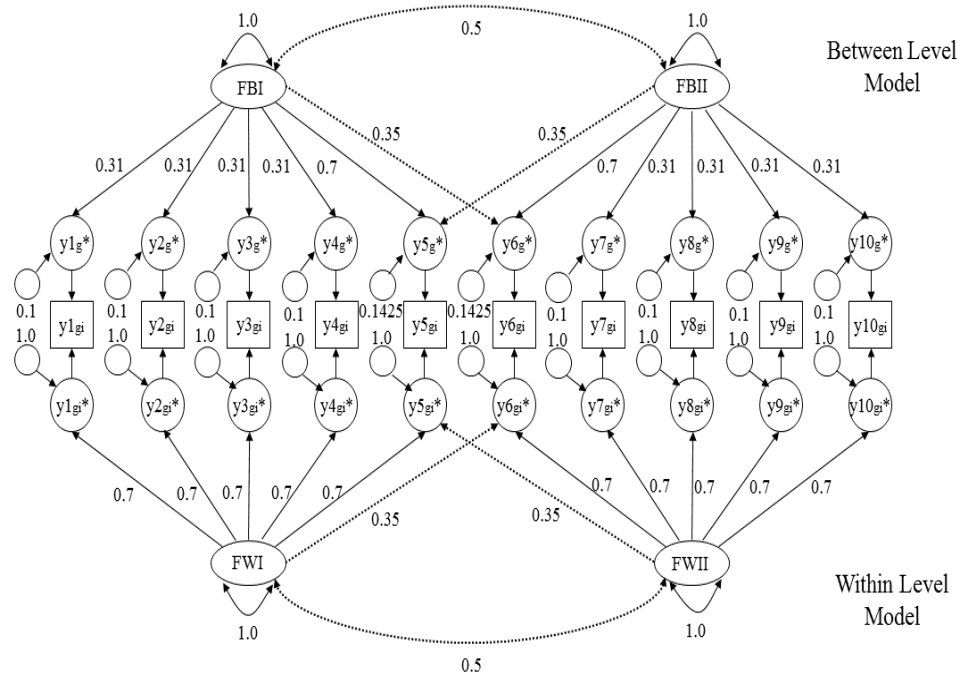 1.0
1.0
0.5
Between Level
Model
FBI
FBII
0.35
0.35
0.31
0.31
0.31
0.31
0.7
0.7
0.31
0.31
0.31
0.31
y1g*
y2g*
y3g*
y4g*
y5g*
y6g*
y7g*
y8g*
y9g*
y10g*
0.1
0.1
0.1
0.1
0.1425
0.1425
0.1
0.1
0.1
0.1
y1gi
y2gi
y3gi
y4gi
y5gi
y6gi
y7gi
y8gi
y9gi
y10gi
1.0
1.0
1.0
1.0
1.0
1.0
1.0
1.0
1.0
1.0
y1gi*
y2gi*
y3gi*
y4gi*
y5gi*
y6gi*
y7gi*
y8gi*
y9gi*
y10gi*
0.7
0.7
0.7
0.7
0.7
0.7
0.7
0.7
0.7
0.7
0.35
0.35
FWI
FWII
Within Level
Model
1.0
1.0
0.5